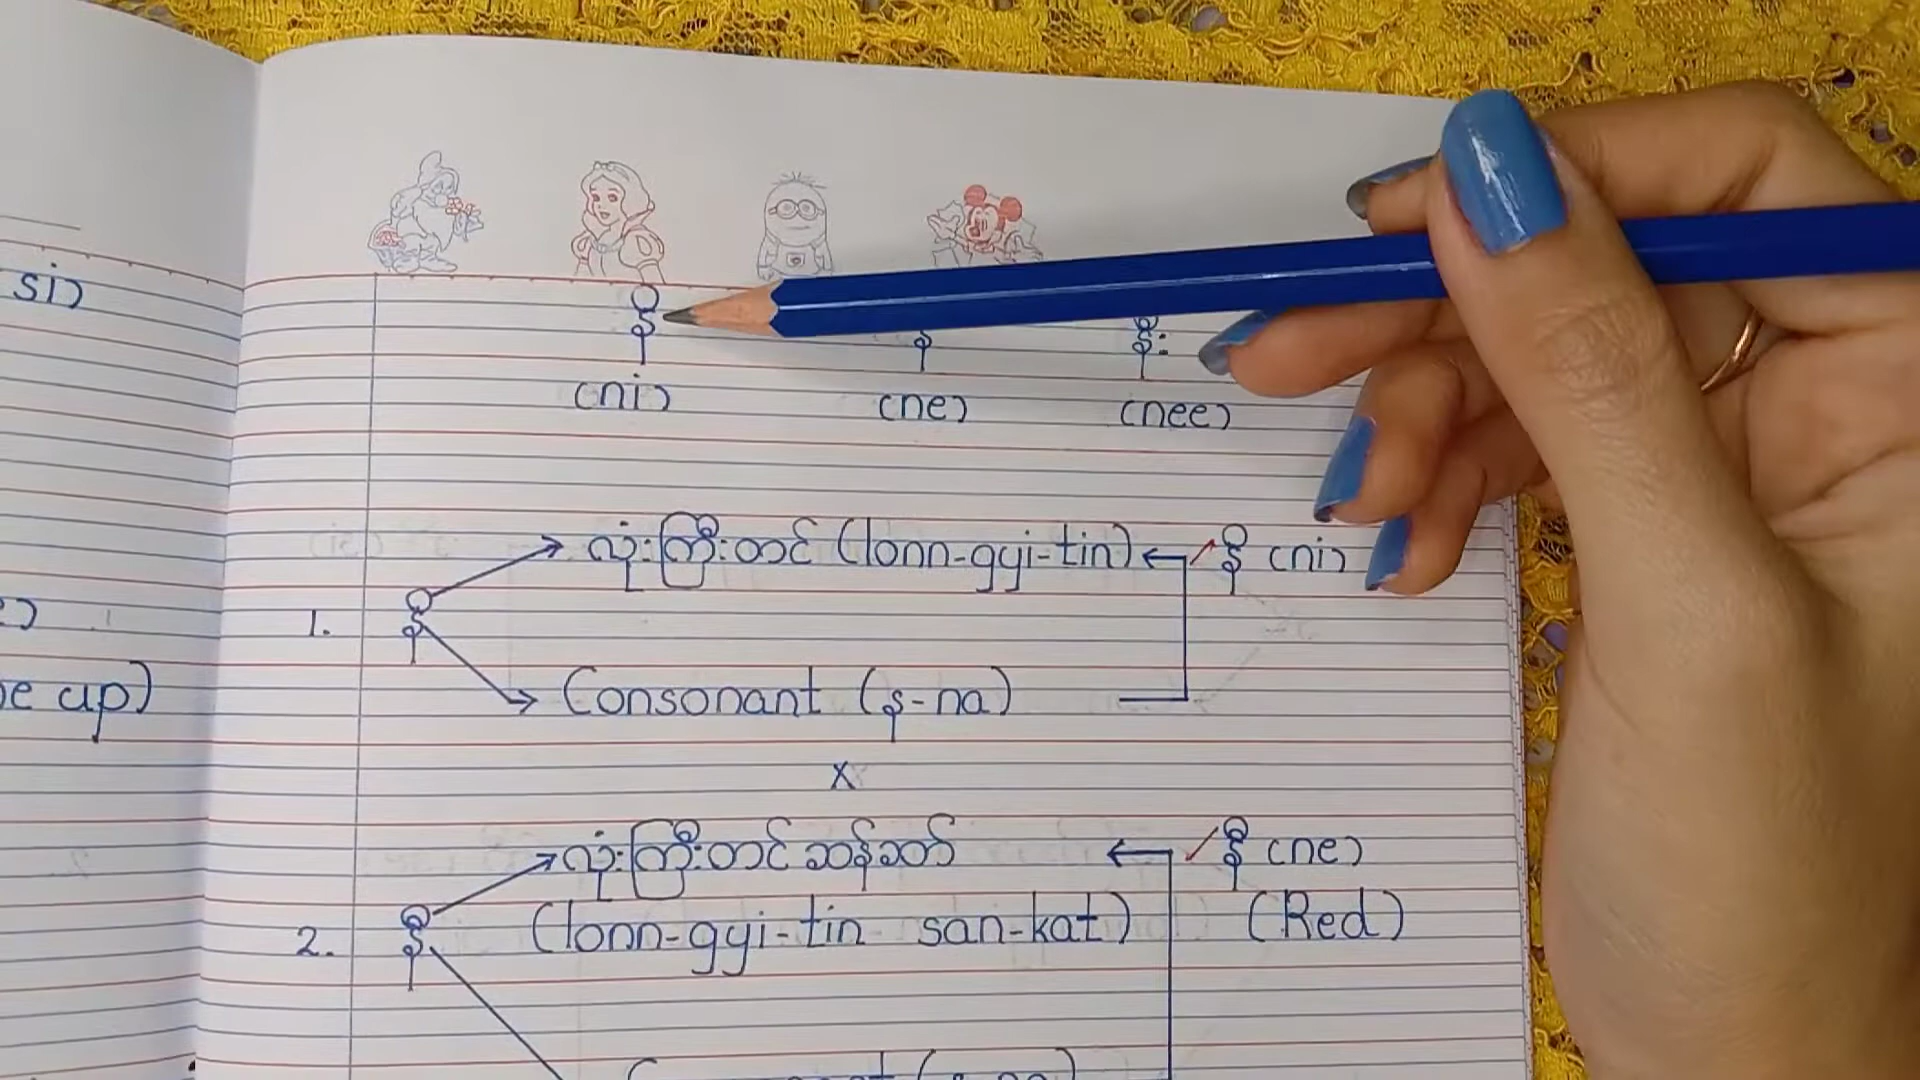 si)
နိ နီ နီး
(ni) (ne) (nee)
လုံးကြီးတင် (lonn-gyi-tin) ← နိ (ni)
1. နိ
Consonant (န-na)
e up)
x
လုံးကြီးတင်ဆန်ခတ် ← နီ (ne)
2. နီ (lonn-gyi-tin san-kat) (Red)